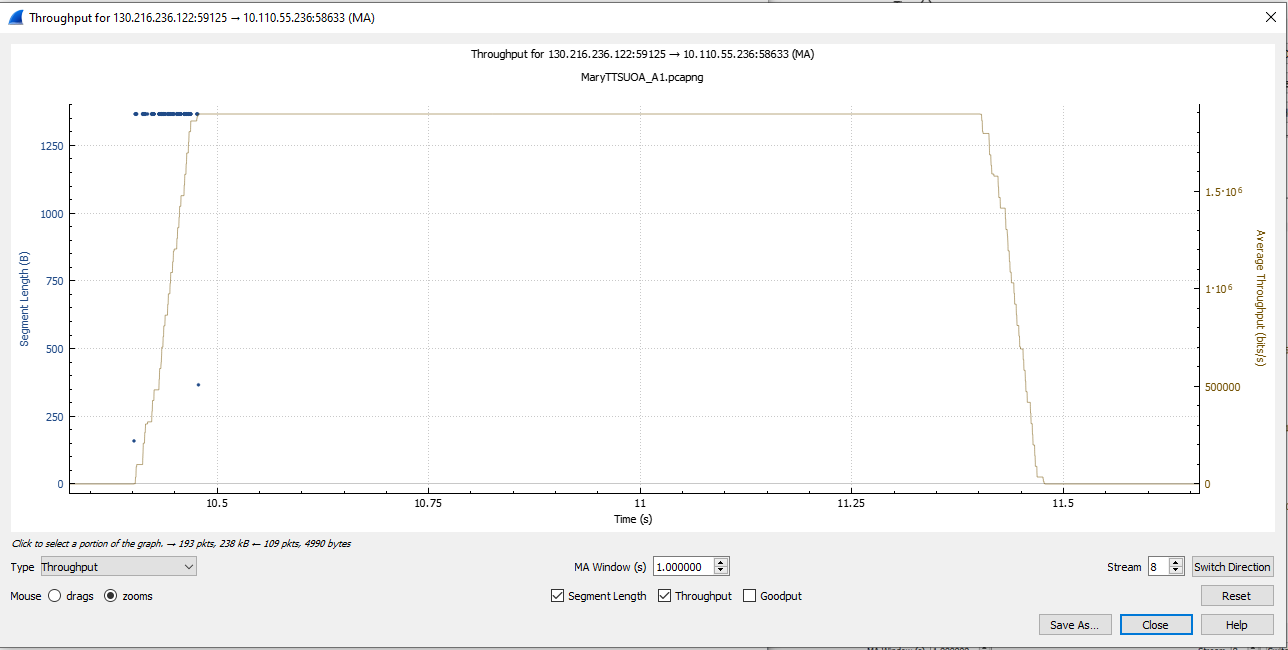 Throughput for 130.216.236.122:59125 → 10.110.55.236:58633 (MA)
Throughput for 130.216.236.122:59125 → 10.110.55.236:58633 (MA)
MaryTTSUOA_A1.pcapng
Segment Length (B)
1250
1000
750
500
250
0
1.5·10⁶
1·10⁶
500000
0
Average Throughput (bits/s)
10.5 10.75 11 11.25 11.5
Time (s)
Click to select a portion of the graph. → 193 pkts, 238 kB ← 109 pkts, 4990 bytes
Type Throughput MA Window (s) 1.000000 Stream 8 Switch Direction
Mouse drags zooms Segment Length Throughput Goodput Reset
Save As... Close Help